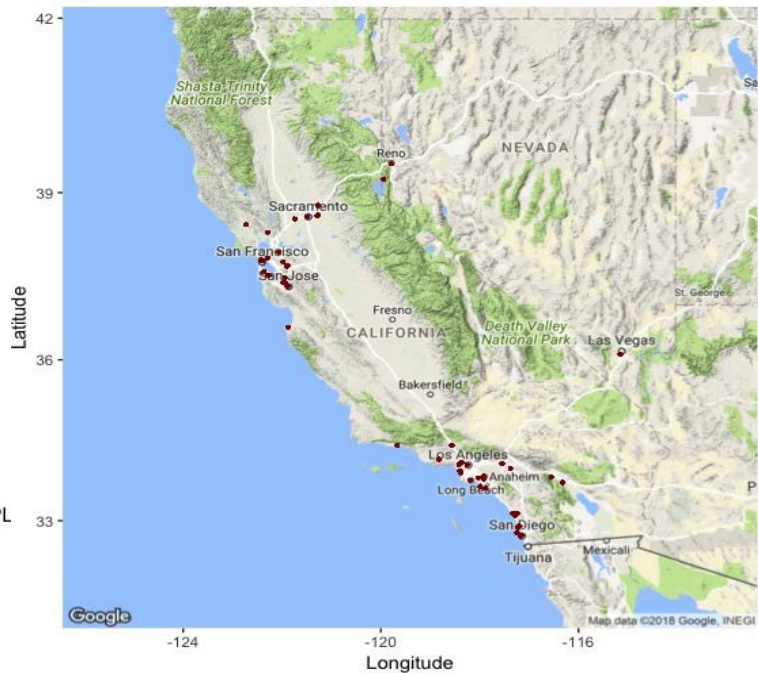 42
Shasta-Trinity
National Forest
Sa
Reno
NEVADA
39
Sacramento
San Francisco
San Jose
Latitude
St. George
Fresno
CALIFORNIA
Death Valley
National Park
Las Vegas
36
Bakersfield
Los Angeles
Anaheim
Long Beach
P
PL
33
San Diego
Tijuana
Mexicali
Google
Map data ©2018 Google, INEGI
-124 -120 -116
Longitude